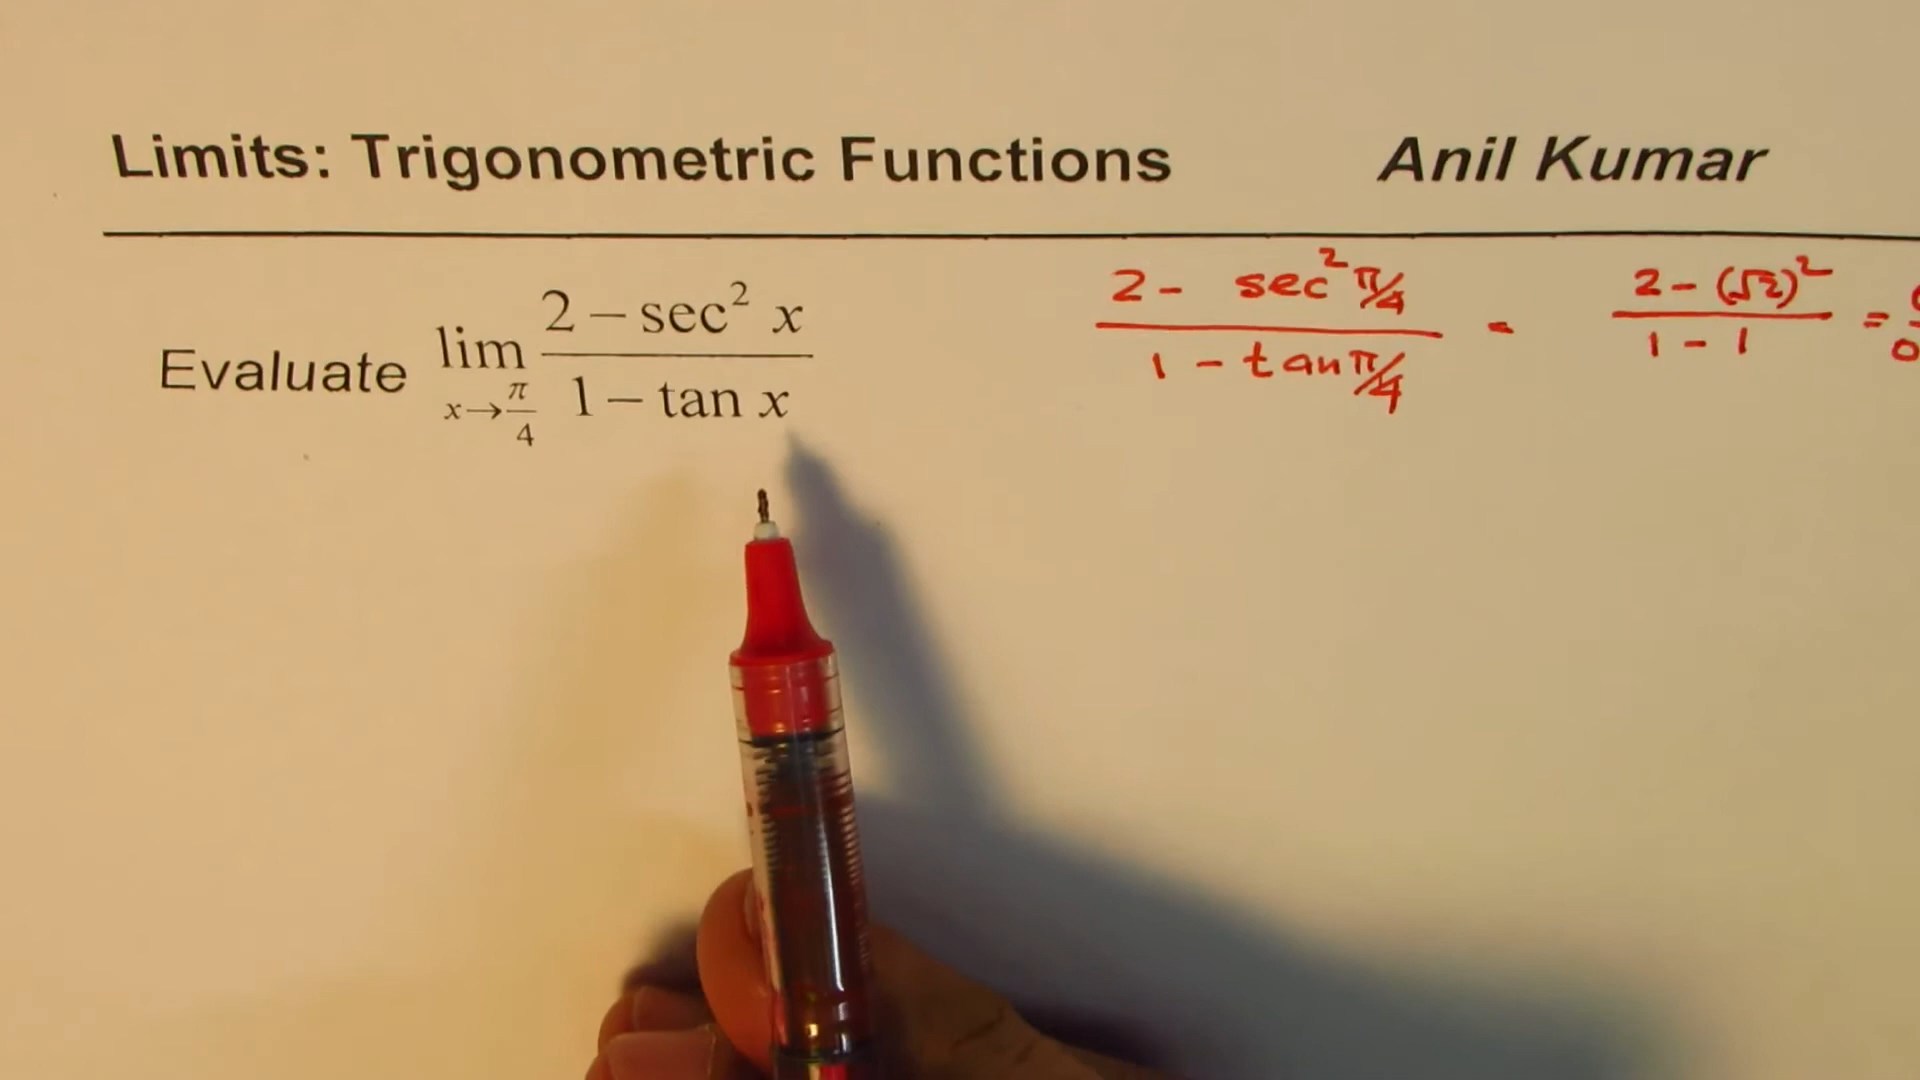 Limits: Trigonometric Functions Anil Kumar
Evaluate lim x→π/4 (2 − sec² x)/(1 − tan x)
(2 - sec² π/4)/(1 - tan π/4) = (2 - (√2)²)/(1 - 1) =